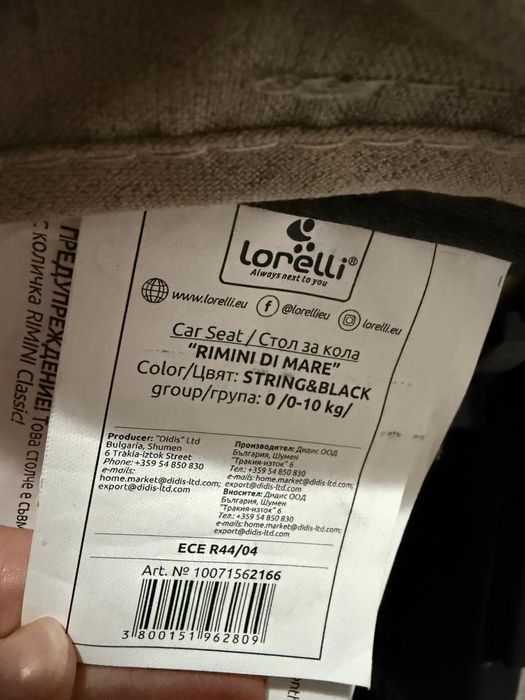 lorelli®
Always next to you
www.lorelli.eu @lorellieu lorelli.eu
Car Seat / Стол за кола
"RIMINI DI MARE"
Color/Цвят: STRING&BLACK
group/група: 0 /0-10 kg/
Producer: "Didis" Ltd
Bulgaria, Shumen
6 Trakia-iztok Street
Phone: +359 54 850 830
e-mails:
home.market@didis-ltd.com;
export@didis-ltd.com
Производител: Дидис ООД
България, Шумен
"Тракия-изток" 6
Тел.: +359 54 850 830
e-mails: home.market@didis-ltd.com;
export@didis-ltd.com
Вносител: Дидис ООД
България, Шумен
"Тракия-изток" 6
Тел.: +359 54 850 830
e-mails: home.market@didis-ltd.com;
export@didis-ltd.com
ECE R44/04
Art. № 10071562166
3 800151 962809
ПРЕДУПРЕЖДЕНИЕ! Това столче е
с количка RIMINI Classic!